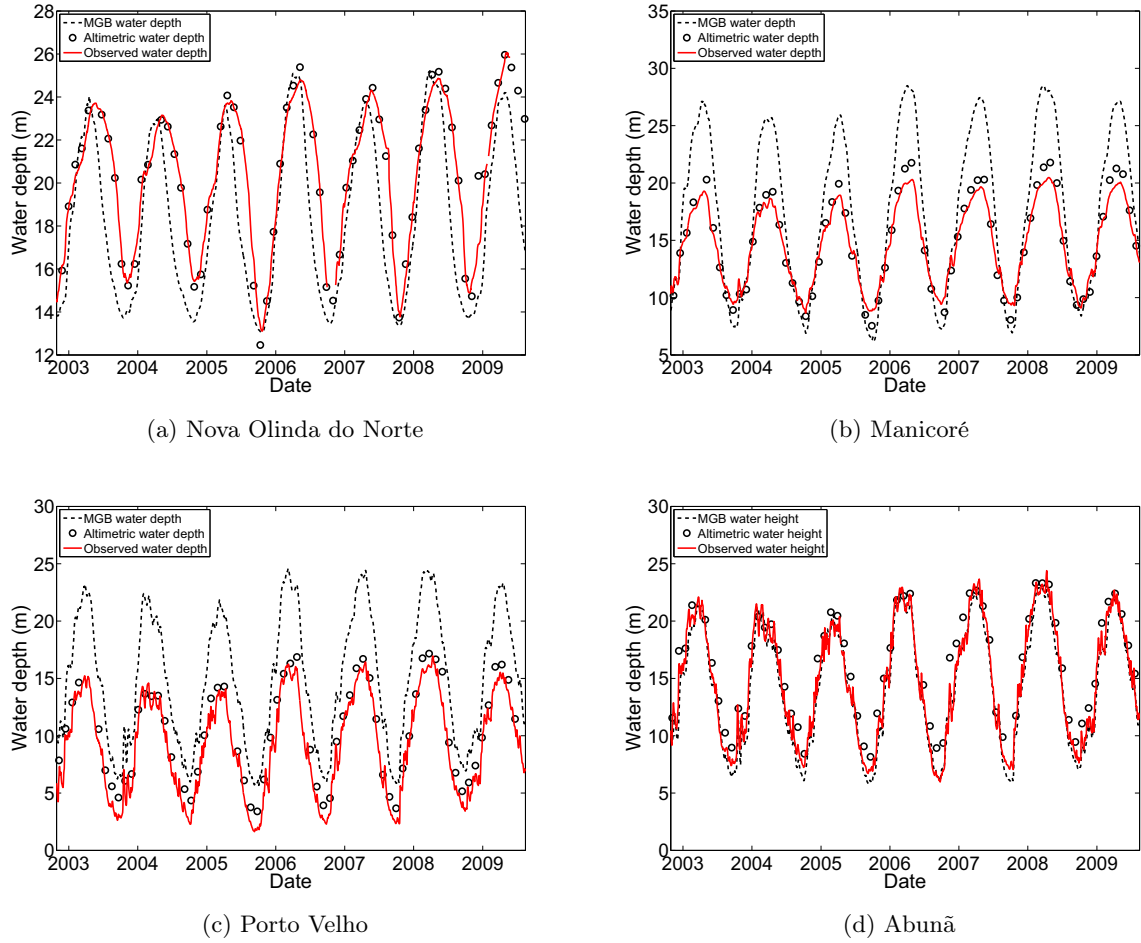 28
26
24
22
20
18
16
14
12
Water depth (m)
MGB water depth
Altimetric water depth
Observed water depth
2003 2004 2005 2006 2007 2008 2009
Date
(a) Nova Olinda do Norte
35
30
25
20
15
10
5
Water depth (m)
MGB water depth
Altimetric water depth
Observed water depth
2003 2004 2005 2006 2007 2008 2009
Date
(b) Manicoré
30
25
20
15
10
5
0
Water depth (m)
MGB water depth
Altimetric water depth
Observed water depth
2003 2004 2005 2006 2007 2008 2009
Date
(c) Porto Velho
30
25
20
15
10
5
0
Water depth (m)
MGB water height
Altimetric water height
Observed water height
2003 2004 2005 2006 2007 2008 2009
Date
(d) Abunã